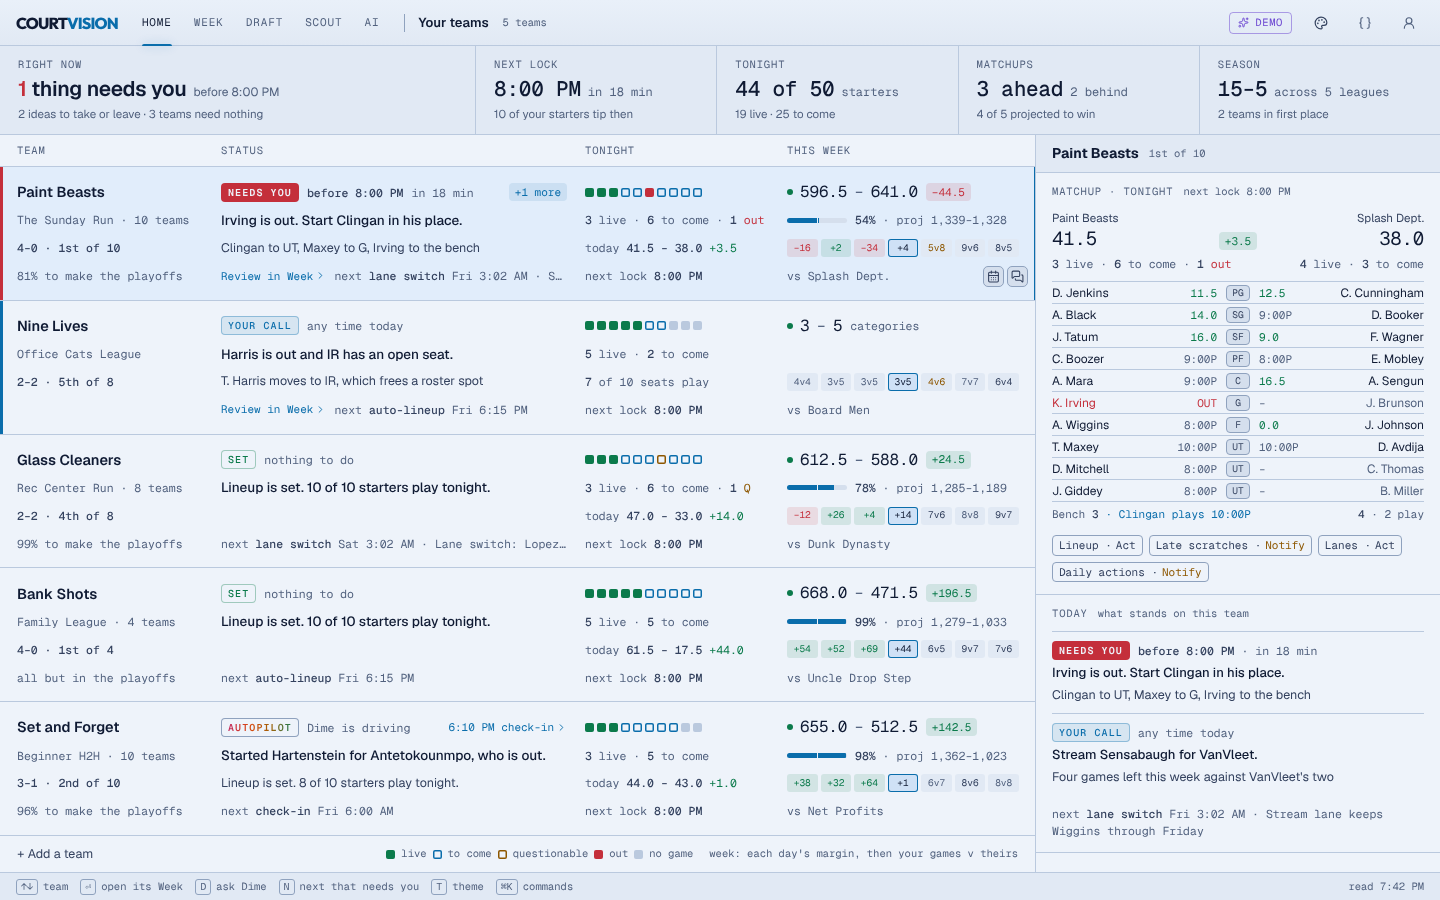 COURTVISION HOME WEEK DRAFT SCOUT AI Your teams 5 teams DEMO { }
RIGHT NOW
1 thing needs you before 8:00 PM
2 ideas to take or leave · 3 teams need nothing
NEXT LOCK
8:00 PM in 18 min
10 of your starters tip then
TONIGHT
44 of 50 starters
19 live · 25 to come
MATCHUPS
3 ahead 2 behind
4 of 5 projected to win
SEASON
15–5 across 5 leagues
2 teams in first place
TEAM STATUS TONIGHT THIS WEEK
Paint Beasts NEEDS YOU before 8:00 PM in 18 min +1 more 596.5 – 641.0 −44.5
The Sunday Run · 10 teams Irving is out. Start Clingan in his place. 3 live · 6 to come · 1 out 54% · proj 1,339–1,328
4–0 · 1st of 10 Clingan to UT, Maxey to G, Irving to the bench today 41.5 – 38.0 +3.5 −16 +2 −34 +4 5v8 9v6 8v5
81% to make the playoffs Review in Week › next lane switch Fri 3:02 AM · S… next lock 8:00 PM vs Splash Dept.
Nine Lives YOUR CALL any time today 3 – 5 categories
Office Cats League Harris is out and IR has an open seat. 5 live · 2 to come
2–2 · 5th of 8 T. Harris moves to IR, which frees a roster spot 7 of 10 seats play 4v4 3v5 3v5 3v5 4v6 7v7 6v4
Review in Week › next auto-lineup Fri 6:15 PM next lock 8:00 PM vs Board Men
Glass Cleaners SET nothing to do 612.5 – 588.0 +24.5
Rec Center Run · 8 teams Lineup is set. 10 of 10 starters play tonight. 3 live · 6 to come · 1 Q 78% · proj 1,285–1,189
2–2 · 4th of 8 today 47.0 – 33.0 +14.0 −12 +26 +4 +14 7v6 8v8 9v7
99% to make the playoffs next lane switch Sat 3:02 AM · Lane switch: Lopez… next lock 8:00 PM vs Dunk Dynasty
Bank Shots SET nothing to do 668.0 – 471.5 +196.5
Family League · 4 teams Lineup is set. 10 of 10 starters play tonight. 5 live · 5 to come 99% · proj 1,279–1,033
4–0 · 1st of 4 today 61.5 – 17.5 +44.0 +54 +52 +69 +44 6v5 9v7 7v6
all but in the playoffs next auto-lineup Fri 6:15 PM next lock 8:00 PM vs Uncle Drop Step
Set and Forget AUTOPILOT Dime is driving 6:10 PM check-in › 655.0 – 512.5 +142.5
Beginner H2H · 10 teams Started Hartenstein for Antetokounmpo, who is out. 3 live · 5 to come 98% · proj 1,362–1,023
3–1 · 2nd of 10 Lineup is set. 8 of 10 starters play tonight. today 44.0 – 43.0 +1.0 +38 +32 +64 +1 6v7 8v6 8v8
96% to make the playoffs next check-in Fri 6:00 AM next lock 8:00 PM vs Net Profits
+ Add a team live to come questionable out no game week: each day's margin, then your games v theirs
Paint Beasts 1st of 10
MATCHUP · TONIGHT next lock 8:00 PM
Paint Beasts Splash Dept.
41.5 +3.5 38.0
3 live · 6 to come · 1 out 4 live · 3 to come
D. Jenkins 11.5 PG 12.5 C. Cunningham
A. Black 14.0 SG 9:00P D. Booker
J. Tatum 16.0 SF 9.0 F. Wagner
C. Boozer 9:00P PF 8:00P E. Mobley
A. Mara 9:00P C 16.5 A. Sengun
K. Irving OUT G – J. Brunson
A. Wiggins 8:00P F 0.0 J. Johnson
T. Maxey 10:00P UT 10:00P D. Avdija
D. Mitchell 8:00P UT – C. Thomas
J. Giddey 8:00P UT – B. Miller
Bench 3 · Clingan plays 10:00P 4 · 2 play
Lineup · Act Late scratches · Notify Lanes · Act
Daily actions · Notify
TODAY what stands on this team
NEEDS YOU before 8:00 PM · in 18 min
Irving is out. Start Clingan in his place.
Clingan to UT, Maxey to G, Irving to the bench
YOUR CALL any time today
Stream Sensabaugh for VanVleet.
Four games left this week against VanVleet's two
next lane switch Fri 3:02 AM · Stream lane keeps
Wiggins through Friday
↑↓ team ⏎ open its Week D ask Dime N next that needs you T theme ⌘K commands read 7:42 PM